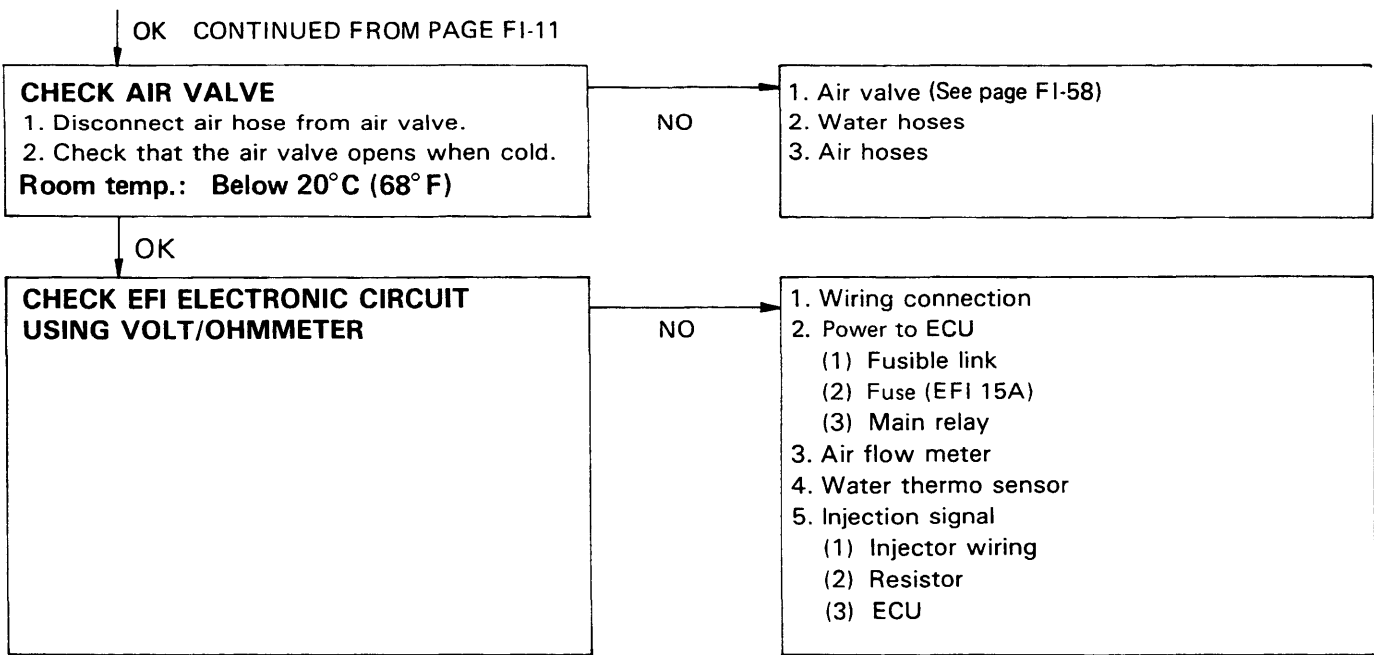 OK CONTINUED FROM PAGE FI-11
CHECK AIR VALVE
1. Disconnect air hose from air valve.
2. Check that the air valve opens when cold.
Room temp.: Below 20°C (68°F)
NO
1. Air valve (See page FI-58)
2. Water hoses
3. Air hoses
OK
CHECK EFI ELECTRONIC CIRCUIT
USING VOLT/OHMMETER
NO
1. Wiring connection
2. Power to ECU
(1) Fusible link
(2) Fuse (EFI 15A)
(3) Main relay
3. Air flow meter
4. Water thermo sensor
5. Injection signal
(1) Injector wiring
(2) Resistor
(3) ECU